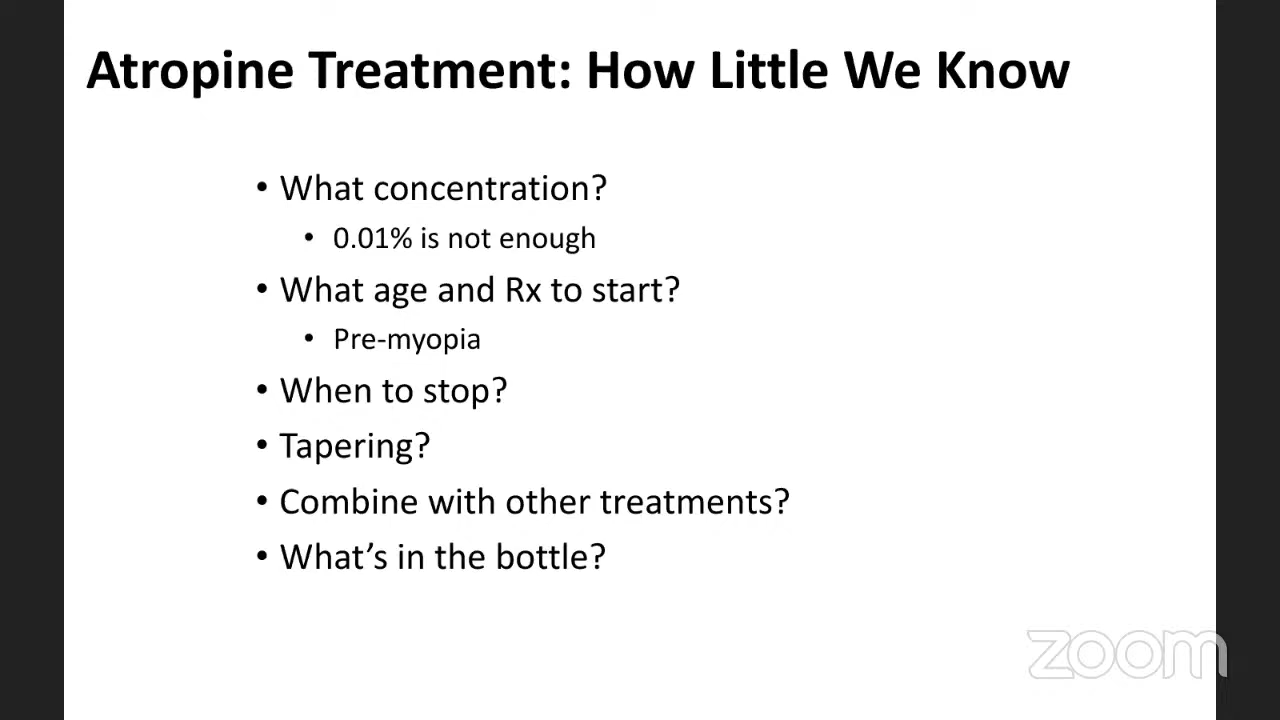 Atropine Treatment: How Little We Know
• What concentration?
• 0.01% is not enough
• What age and Rx to start?
• Pre-myopia
• When to stop?
• Tapering?
• Combine with other treatments?
• What’s in the bottle?
zoom